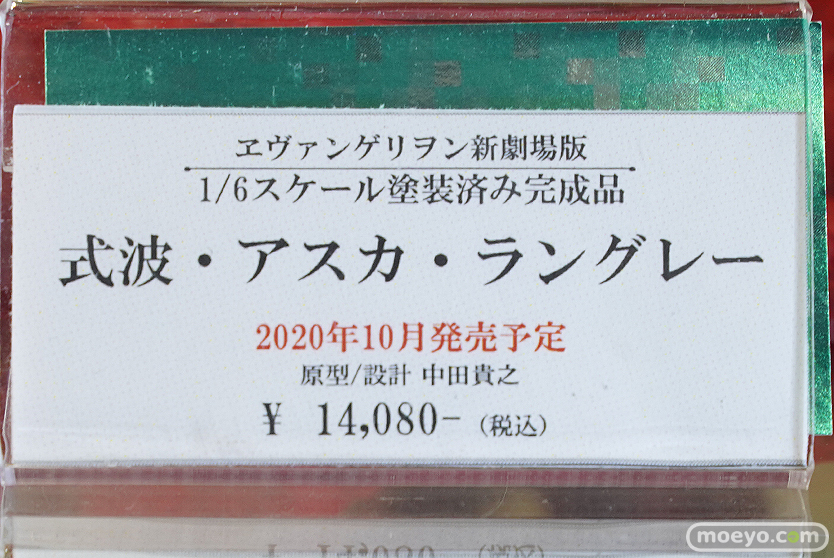 ヱヴァンゲリヲン新劇場版
1/6スケール塗装済み完成品
式波・アスカ・ラングレー
2020年10月発売予定
原型/設計 中田貴之
¥ 14,080- (税込)
moeyo.com